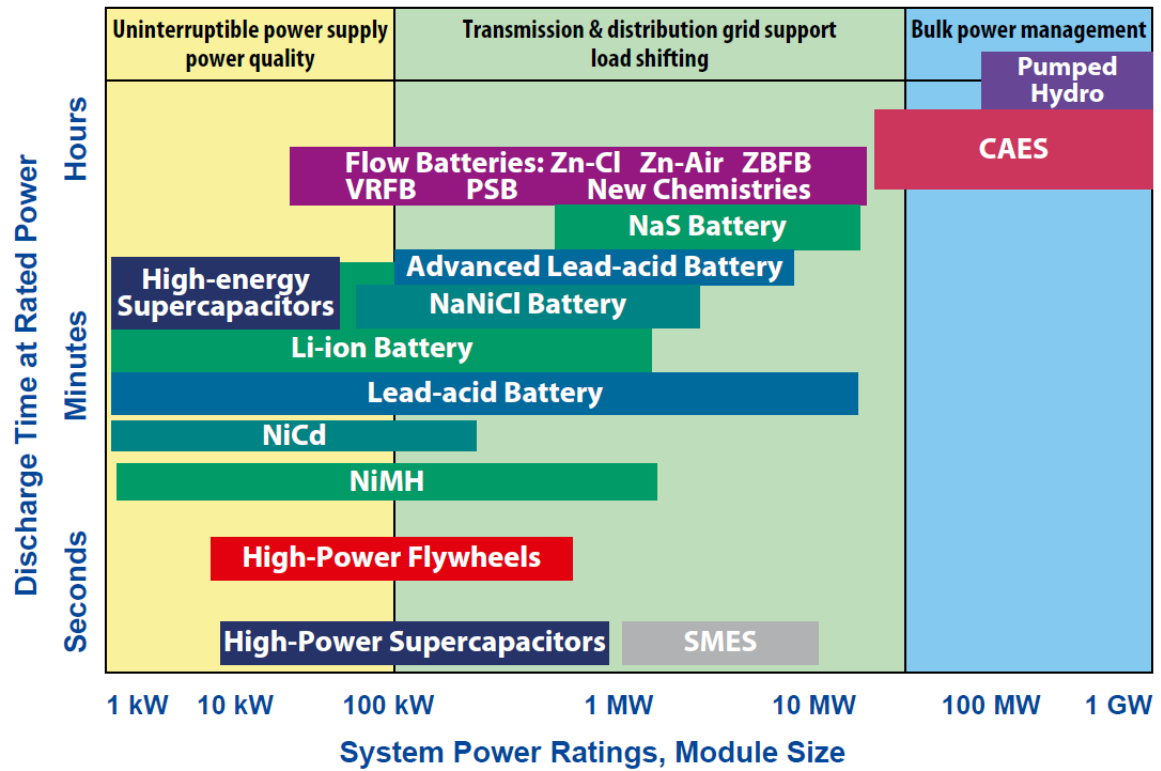 Uninterruptible power supply
power quality
Transmission & distribution grid support
load shifting
Bulk power management
Pumped
Hydro
CAES
Flow Batteries: Zn-Cl Zn-Air ZBFB
VRFB PSB New Chemistries
NaS Battery
Advanced Lead-acid Battery
High-energy
Supercapacitors
NaNiCl Battery
Li-ion Battery
Lead-acid Battery
NiCd
NiMH
High-Power Flywheels
High-Power Supercapacitors
SMES
Discharge Time at Rated Power
Hours
Minutes
Seconds
1 kW 10 kW 100 kW 1 MW 10 MW 100 MW 1 GW
System Power Ratings, Module Size